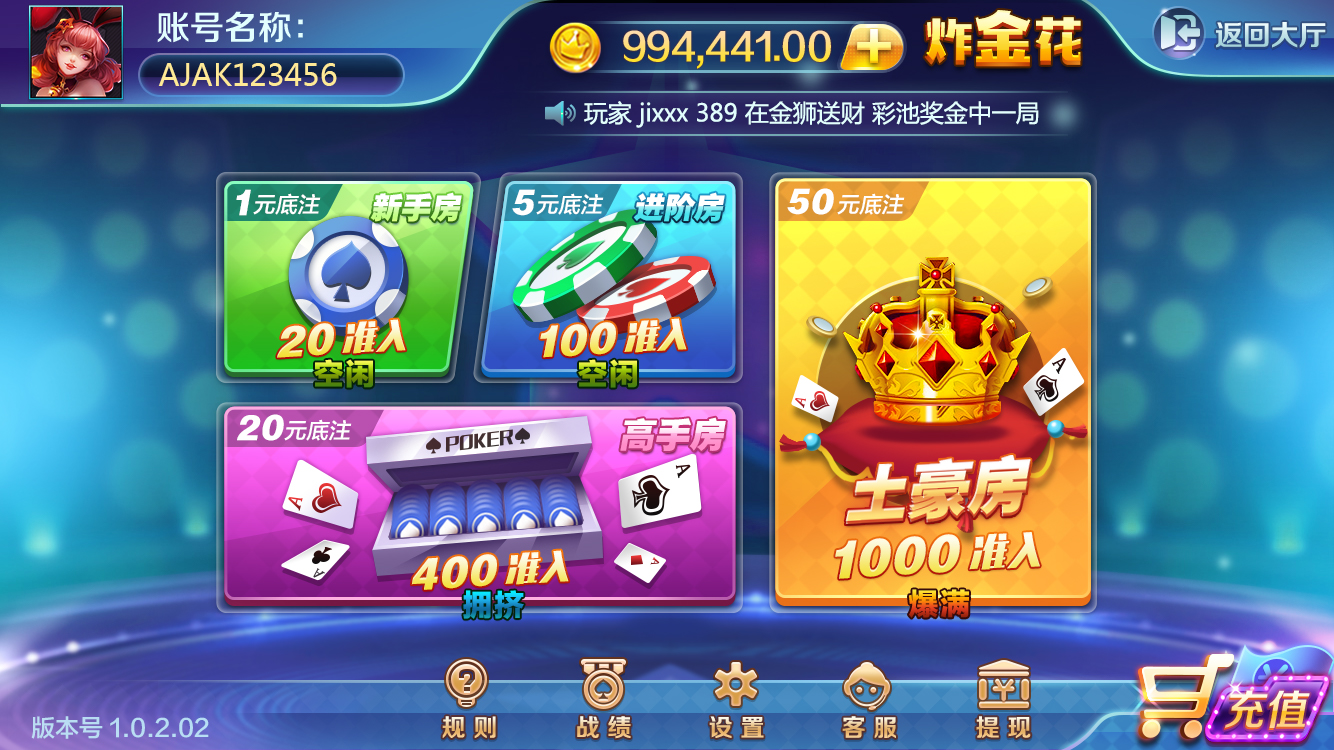 账号名称:
AJAK123456
994,441.00
炸金花
返回大厅
玩家 jixxx 389 在金狮送财 彩池奖金中一局
1元底注
新手房
20 准入
空闲
5元底注
进阶房
100 准入
空闲
50元底注
A
A
土豪房
1000 准入
爆满
20元底注
高手房
POKER
A
A
A
A
400 准入
拥挤
规则
战绩
设置
客服
提现
充值
版本号 1.0.2.02